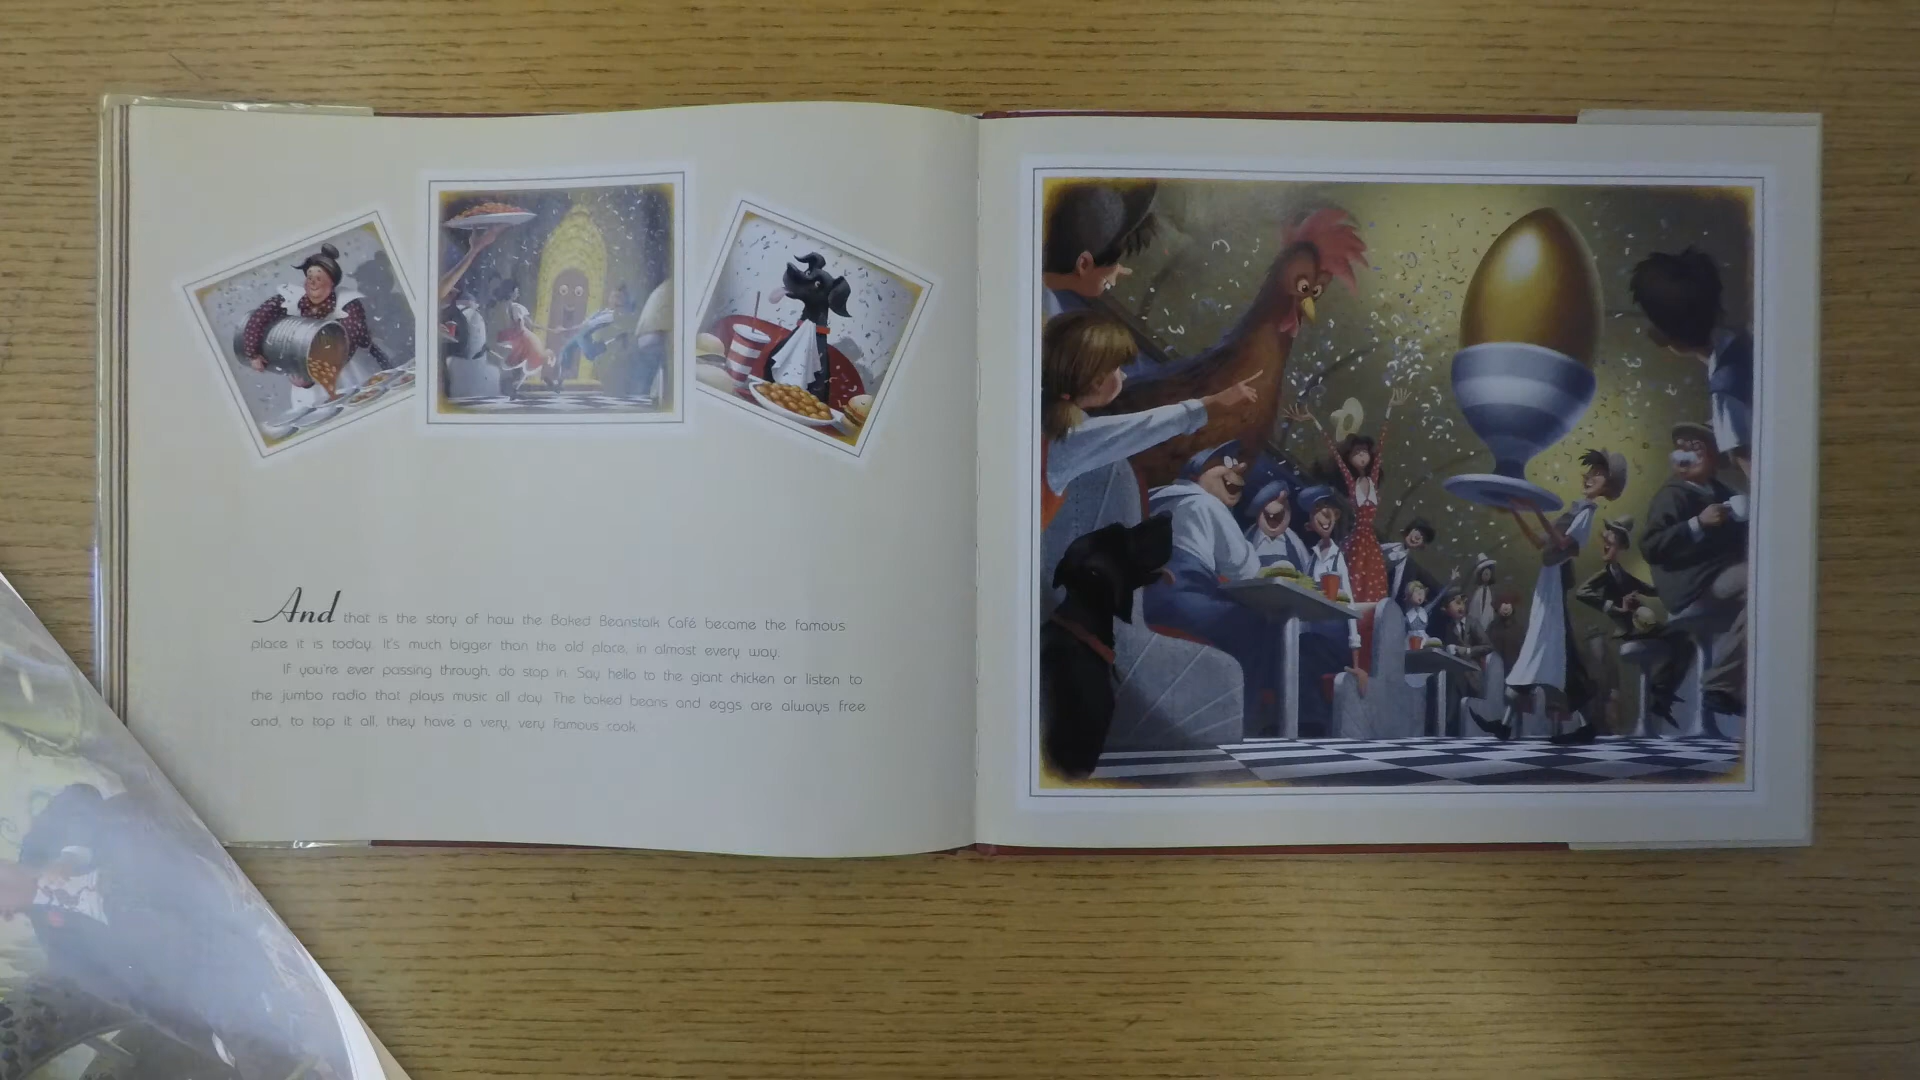 And that is the story of how the Baked Beanstalk Café became the famous
place it is today. It's much bigger than the old place, in almost every way.
If you're ever passing through, do stop in. Say hello to the giant chicken or listen to
the jumbo radio that plays music all day. The baked beans and eggs are always free
and, to top it all, they have a very, very famous cook.